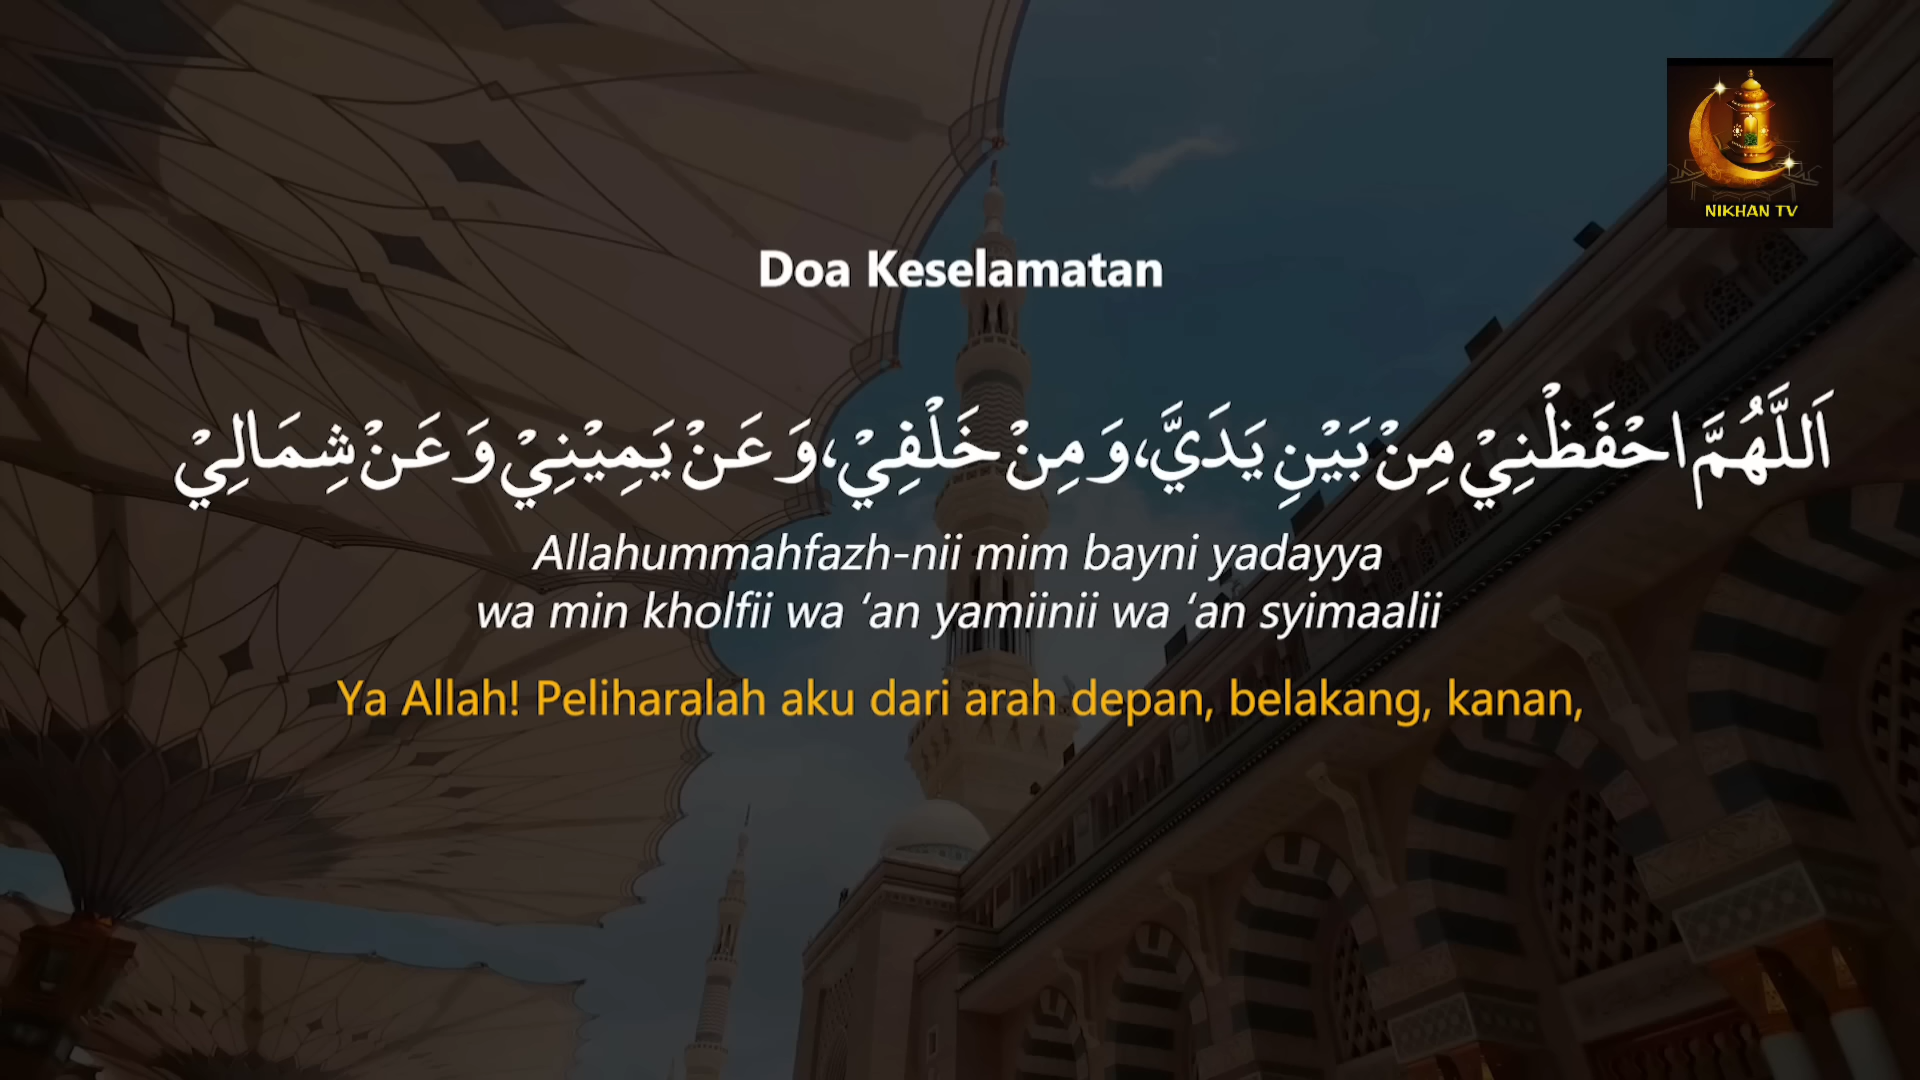 NIKHAN TV
Doa Keselamatan
اَللَّهُمَّ احْفَظْنِيْ مِنْ بَيْنِ يَدَيَّ، وَ مِنْ خَلْفِيْ، وَ عَنْ يَمِيْنِيْ وَ عَنْ شِمَالِيْ
Allahummahfazh-nii mim bayni yadayya
wa min kholfii wa ‘an yamiinii wa ‘an syimaalii
Ya Allah! Peliharalah aku dari arah depan, belakang, kanan,